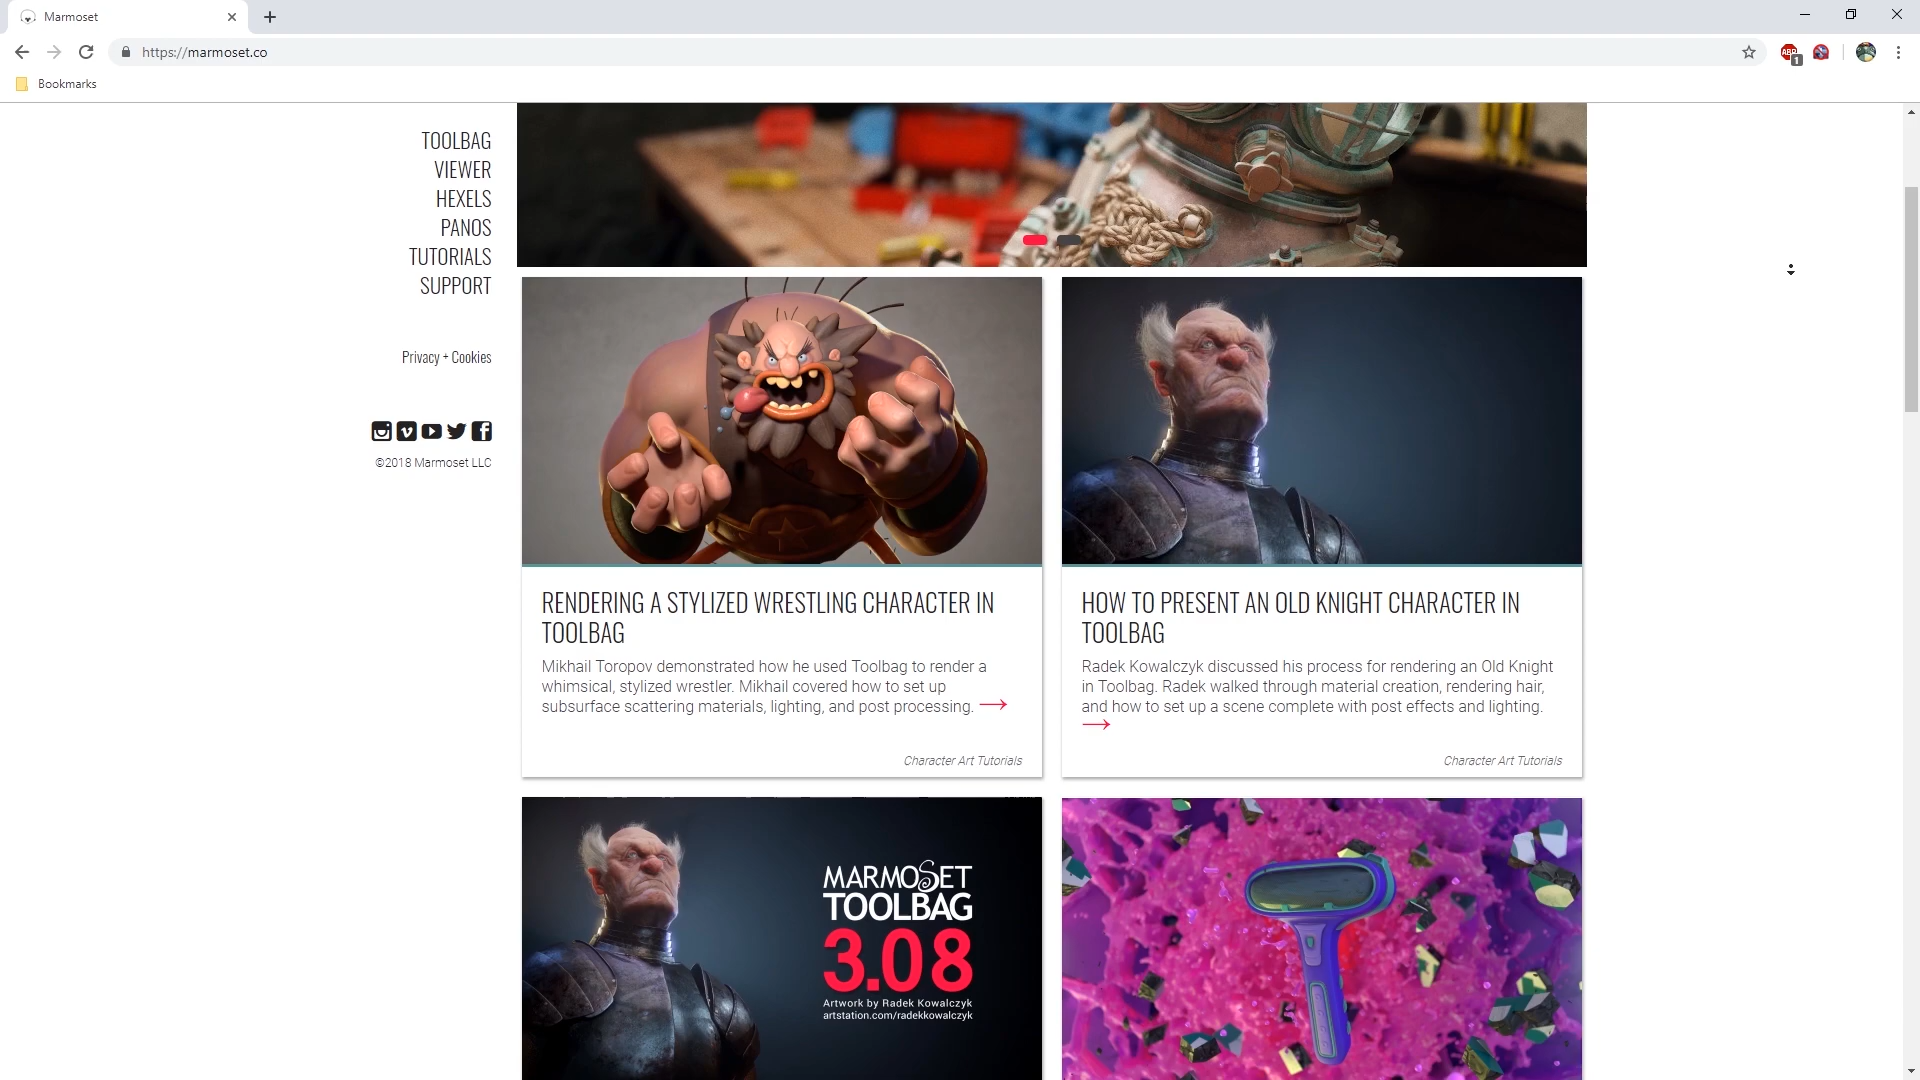 Marmoset
https://marmoset.co
ABP
1
Bookmarks
TOOLBAG
VIEWER
HEXELS
PANOS
TUTORIALS
SUPPORT
Privacy + Cookies
©2018 Marmoset LLC
RENDERING A STYLIZED WRESTLING CHARACTER IN
TOOLBAG
Mikhail Toropov demonstrated how he used Toolbag to render a
whimsical, stylized wrestler. Mikhail covered how to set up
subsurface scattering materials, lighting, and post processing.
Character Art Tutorials
HOW TO PRESENT AN OLD KNIGHT CHARACTER IN
TOOLBAG
Radek Kowalczyk discussed his process for rendering an Old Knight
in Toolbag. Radek walked through material creation, rendering hair,
and how to set up a scene complete with post effects and lighting.
Character Art Tutorials
MARMOSET
TOOLBAG
3.08
Artwork by Radek Kowalczyk
artstation.com/radekkowalczyk